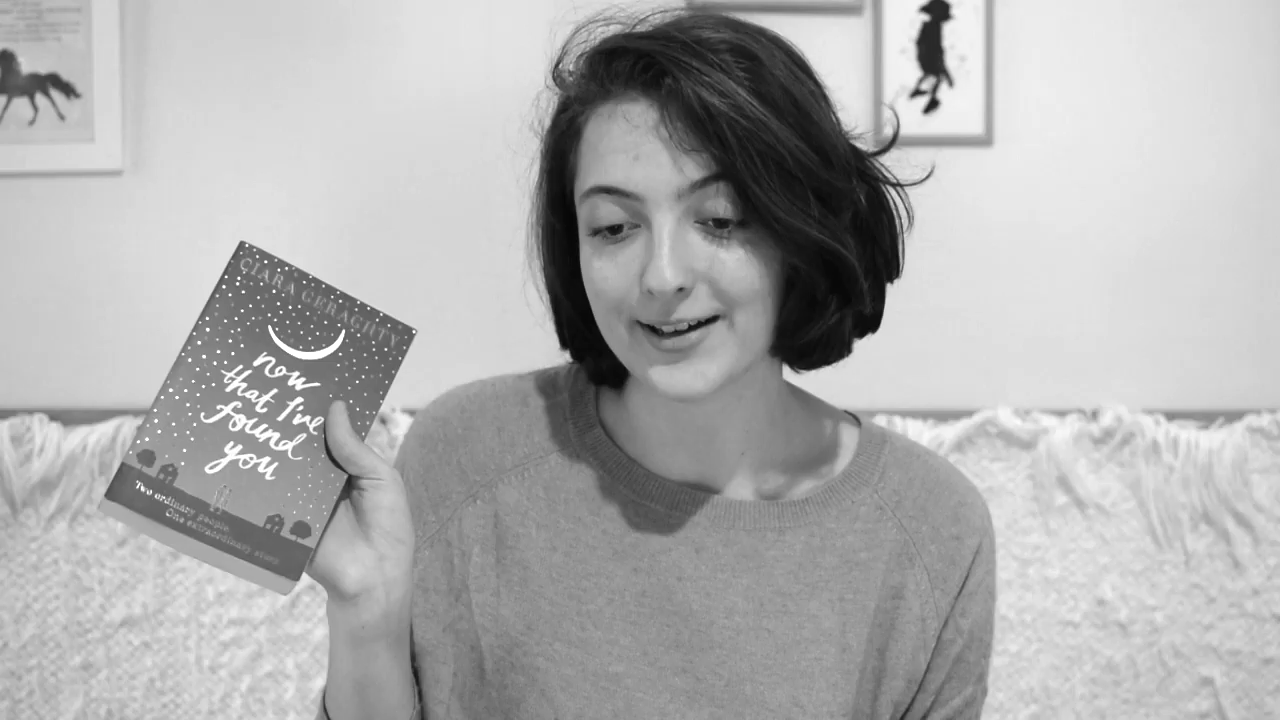 CIARA GERAGHTY
now
that I've
found
you
Two ordinary people.
One extraordinary story.